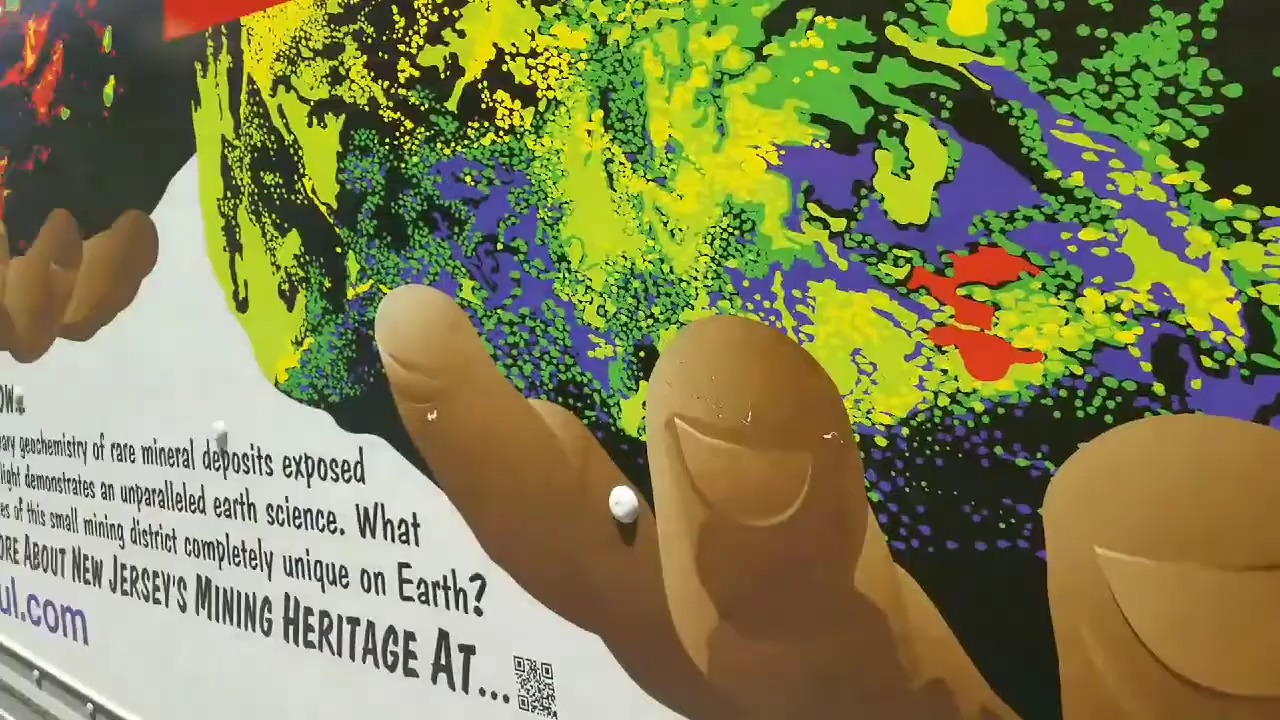 OW...
ary geochemistry of rare mineral deposits exposed
light demonstrates an unparalleled earth science. What
es of this small mining district completely unique on Earth?
ORE ABOUT NEW JERSEY'S MINING HERITAGE AT...
ul.com